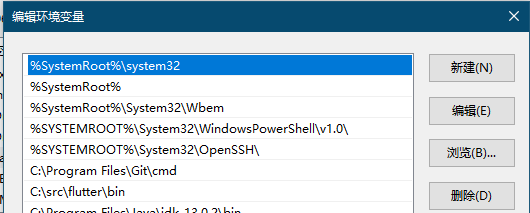 编辑环境变量
%SystemRoot%\system32
%SystemRoot%
%SystemRoot%\System32\Wbem
%SYSTEMROOT%\System32\WindowsPowerShell\v1.0\
%SYSTEMROOT%\System32\OpenSSH\
C:\Program Files\Git\cmd
C:\src\flutter\bin
C:\Program Files\Java\jdk-13.0.2\bin
新建(N)
编辑(E)
浏览(B)...
删除(D)